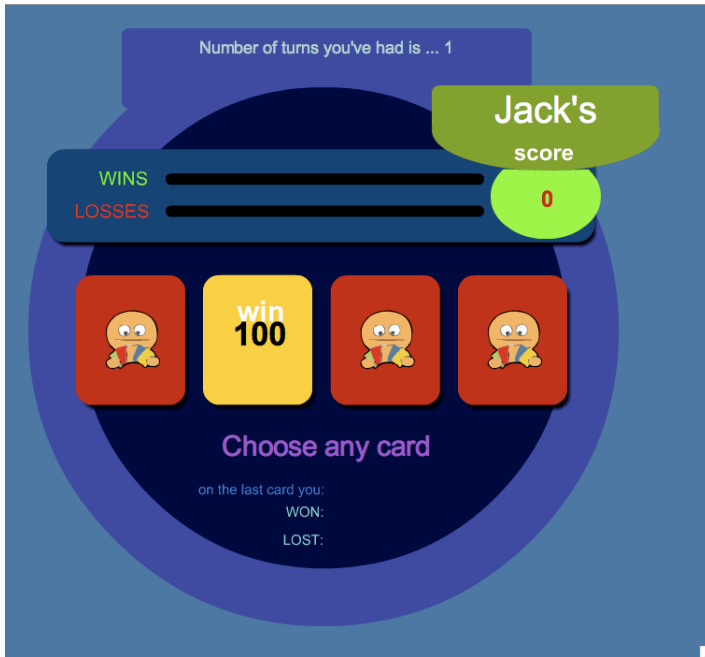 Number of turns you've had is ... 1
Jack's
score
WINS
0
LOSSES
win
100
Choose any card
on the last card you:
WON:
LOST: